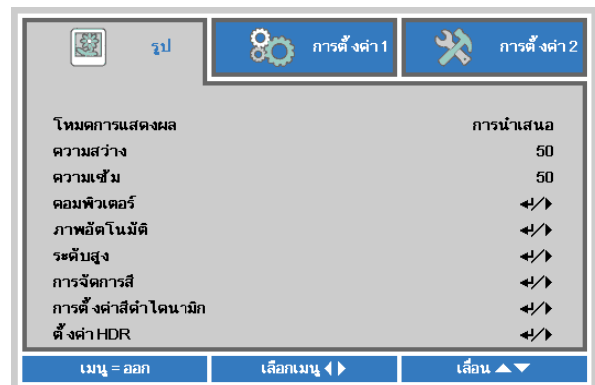 รูป
การตั้งค่า 1
การตั้งค่า 2
โหมดการแสดงผล การนำเสนอ
ความสว่าง 50
ความเข้ม 50
คอมพิวเตอร์ ↵/▶
ภาพอัตโนมัติ ↵/▶
ระดับสูง ↵/▶
การจัดการสี ↵/▶
การตั้งค่าสีดำไดนามิก ↵/▶
ตั้งค่า HDR ↵/▶
เมนู = ออก เลือกเมนู ◀▶ เลื่อน ▲▼